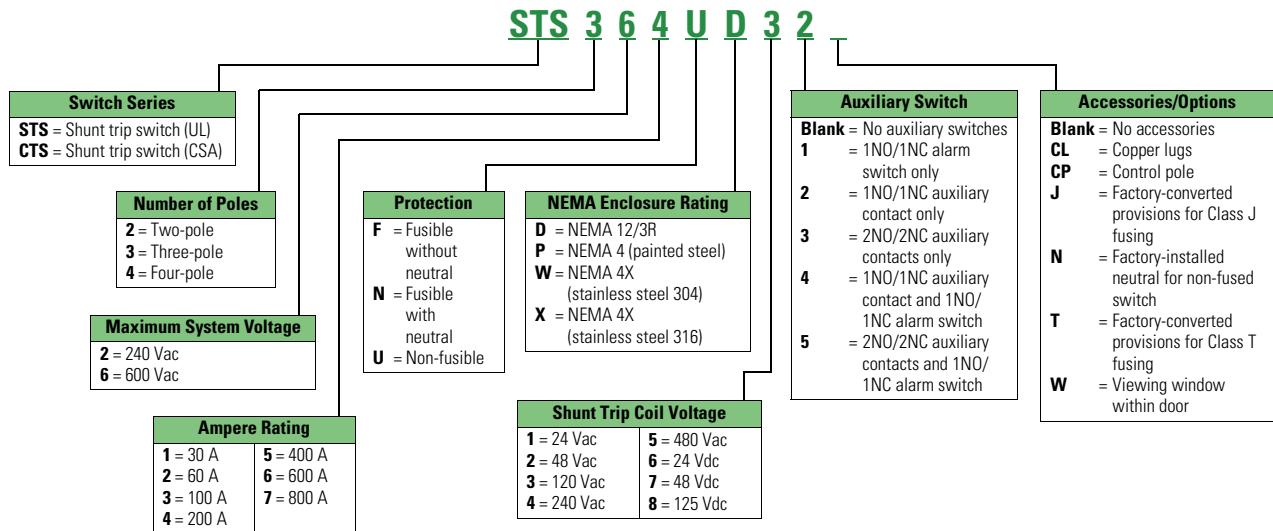 STS 3 6 4 U D 3 2 _
Switch Series
STS = Shunt trip switch (UL)
CTS = Shunt trip switch (CSA)
Number of Poles
2 = Two-pole
3 = Three-pole
4 = Four-pole
Maximum System Voltage
2 = 240 Vac
6 = 600 Vac
Ampere Rating
1 = 30 A
2 = 60 A
3 = 100 A
4 = 200 A
5 = 400 A
6 = 600 A
7 = 800 A
Protection
F = Fusible
without
neutral
N = Fusible
with
neutral
U = Non-fusible
NEMA Enclosure Rating
D = NEMA 12/3R
P = NEMA 4 (painted steel)
W = NEMA 4X
(stainless steel 304)
X = NEMA 4X
(stainless steel 316)
Shunt Trip Coil Voltage
1 = 24 Vac
2 = 48 Vac
3 = 120 Vac
4 = 240 Vac
5 = 480 Vac
6 = 24 Vdc
7 = 48 Vdc
8 = 125 Vdc
Auxiliary Switch
Blank = No auxiliary switches
1 = 1NO/1NC alarm
switch only
2 = 1NO/1NC auxiliary
contact only
3 = 2NO/2NC auxiliary
contacts only
4 = 1NO/1NC auxiliary
contact and 1NO/
1NC alarm switch
5 = 2NO/2NC auxiliary
contacts and 1NO/
1NC alarm switch
Accessories/Options
Blank = No accessories
CL = Copper lugs
CP = Control pole
J = Factory-converted
provisions for Class J
fusing
N = Factory-installed
neutral for non-fused
switch
T = Factory-converted
provisions for Class T
fusing
W = Viewing window
within door